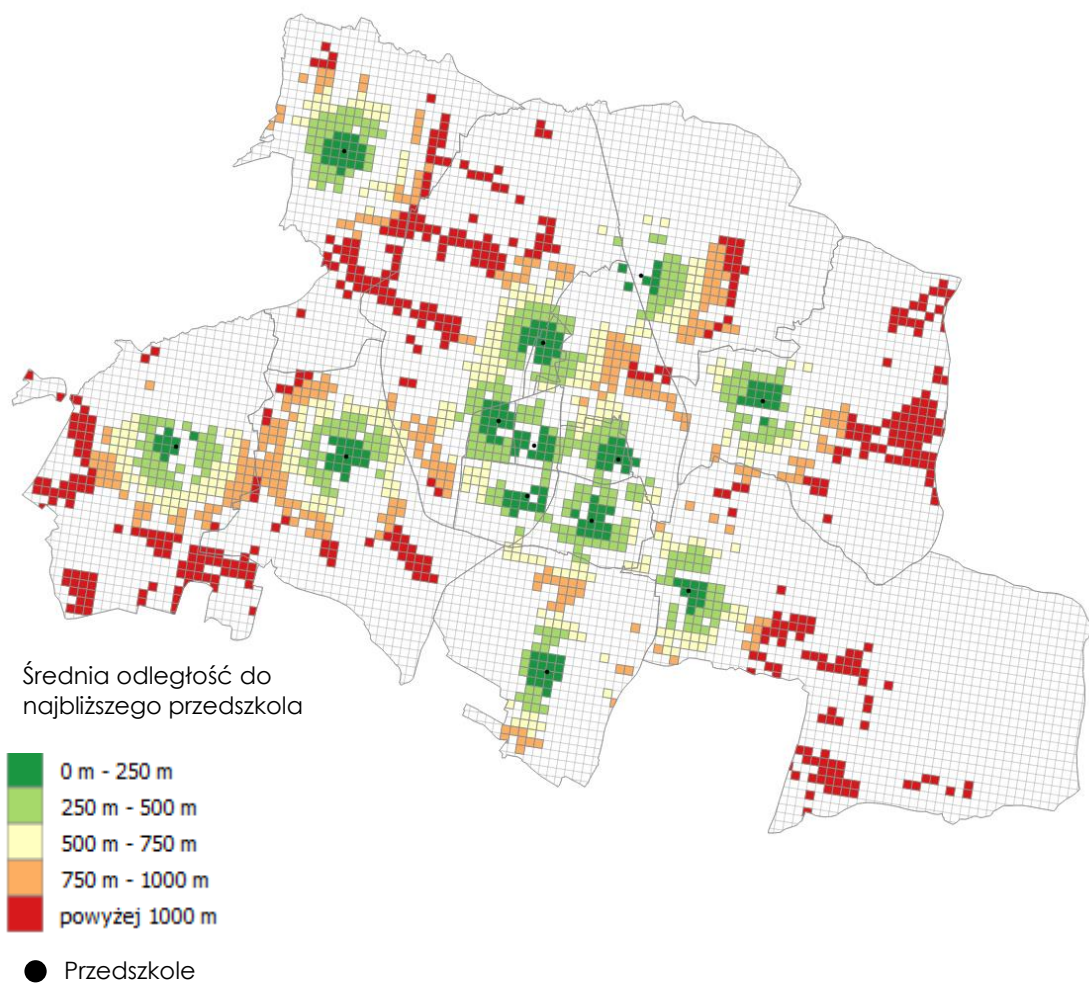 Średnia odległość do
najbliższego przedszkola
0 m - 250 m
250 m - 500 m
500 m - 750 m
750 m - 1000 m
powyżej 1000 m
Przedszkole